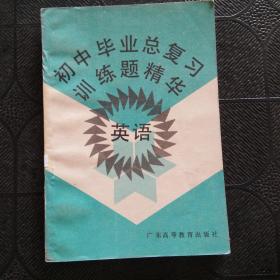 初中毕业总复习
训练题精华
英语
广东高等教育出版社